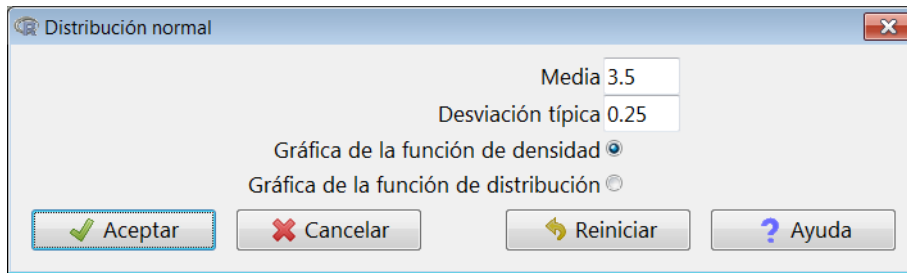 Distribución normal
Media 3.5
Desviación típica 0.25
Gráfica de la función de densidad
Gráfica de la función de distribución
Aceptar Cancelar Reiniciar Ayuda